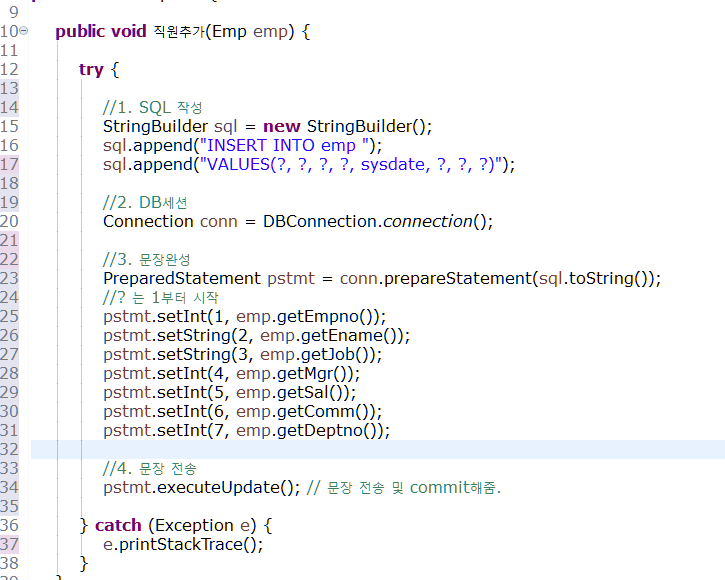 9
10 public void 직원추가(Emp emp) {
11
12 try {
13
14 //1. SQL 작성
15 StringBuilder sql = new StringBuilder();
16 sql.append("INSERT INTO emp ");
17 sql.append("VALUES(?, ?, ?, ?, sysdate, ?, ?, ?)");
18
19 //2. DB세션
20 Connection conn = DBConnection.connection();
21
22 //3. 문장완성
23 PreparedStatement pstmt = conn.prepareStatement(sql.toString());
24 //? 는 1부터 시작
25 pstmt.setInt(1, emp.getEmpno());
26 pstmt.setString(2, emp.getEname());
27 pstmt.setString(3, emp.getJob());
28 pstmt.setInt(4, emp.getMgr());
29 pstmt.setInt(5, emp.getSal());
30 pstmt.setInt(6, emp.getComm());
31 pstmt.setInt(7, emp.getDeptno());
32
33 //4. 문장 전송
34 pstmt.executeUpdate(); // 문장 전송 및 commit해줌.
35
36 } catch (Exception e) {
37 e.printStackTrace();
38 }